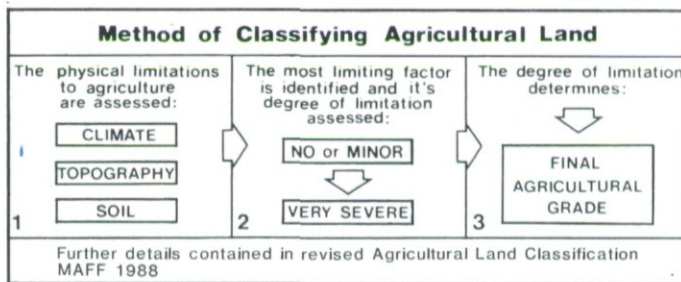 Method of Classifying Agricultural Land
The physical limitations
to agriculture
are assessed:
CLIMATE
TOPOGRAPHY
SOIL
1
The most limiting factor
is identified and it's
degree of limitation
assessed:
NO or MINOR
VERY SEVERE
2
The degree of limitation
determines:
FINAL
AGRICULTURAL
GRADE
3
Further details contained in revised Agricultural Land Classification
MAFF 1988